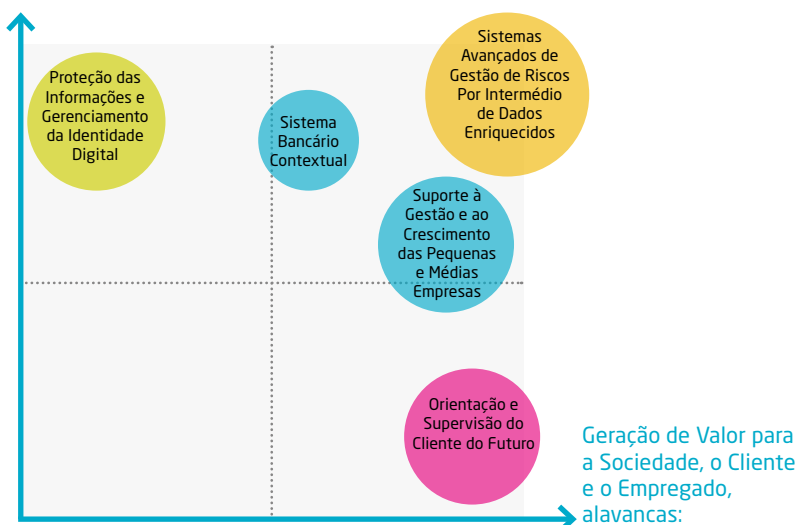 Proteção das
Informações e
Gerenciamento
da Identidade
Digital
Sistema
Bancário
Contextual
Sistemas
Avançados de
Gestão de Riscos
Por Intermédio
de Dados
Enriquecidos
Suporte à
Gestão e ao
Crescimento
das Pequenas
e Médias
Empresas
Orientação e
Supervisão do
Cliente do Futuro
Geração de Valor para
a Sociedade, o Cliente
e o Empregado,
alavancas: